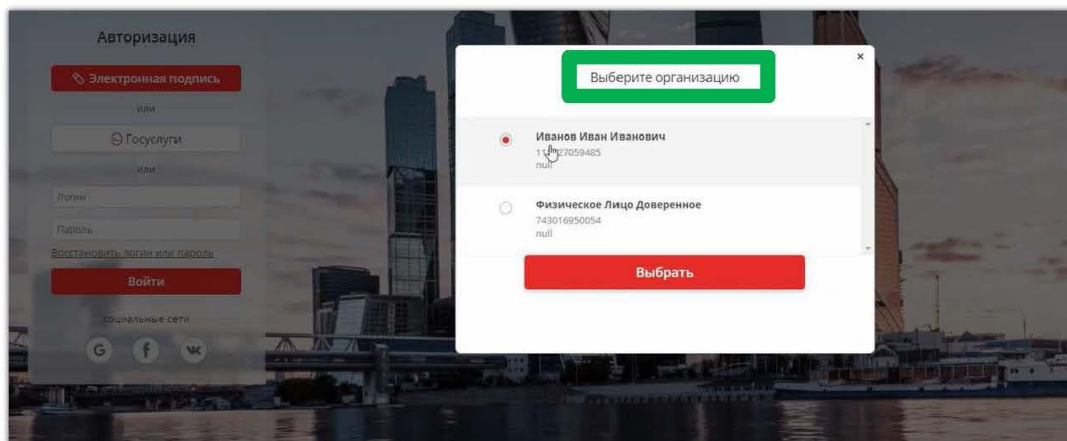 Авторизация
Электронная подпись
или
Госуслуги
или
Логин
Пароль
Восстановить логин или пароль
Войти
социальные сети
G f
Выберите организацию
×
Иванов Иван Иванович
null
Физическое Лицо Доверенное
743016950054
null
Выбрать